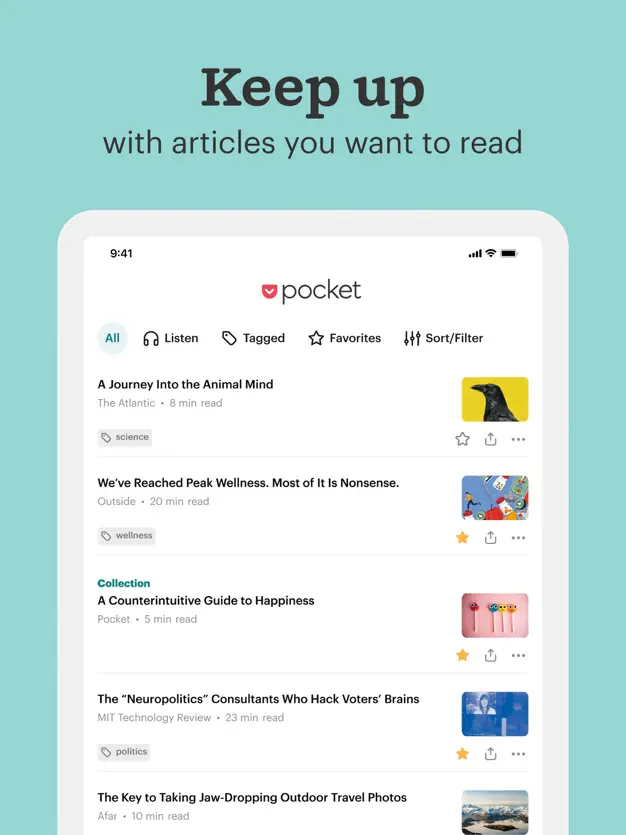 Keep up
with articles you want to read
9:41
pocket
All Listen Tagged Favorites Sort/Filter
A Journey Into the Animal Mind
The Atlantic • 8 min read
science
We’ve Reached Peak Wellness. Most of It Is Nonsense.
Outside • 20 min read
wellness
Collection
A Counterintuitive Guide to Happiness
Pocket • 5 min read
The “Neuropolitics” Consultants Who Hack Voters’ Brains
MIT Technology Review • 23 min read
politics
The Key to Taking Jaw-Dropping Outdoor Travel Photos
Afar • 10 min read